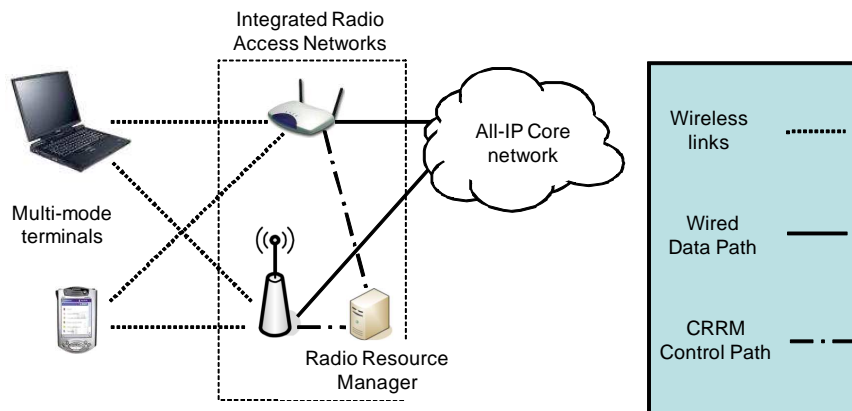 Integrated Radio
Access Networks
All-IP Core
network
Multi-mode
terminals
Radio Resource
Manager
Wireless
links
Wired
Data Path
CRRM
Control Path